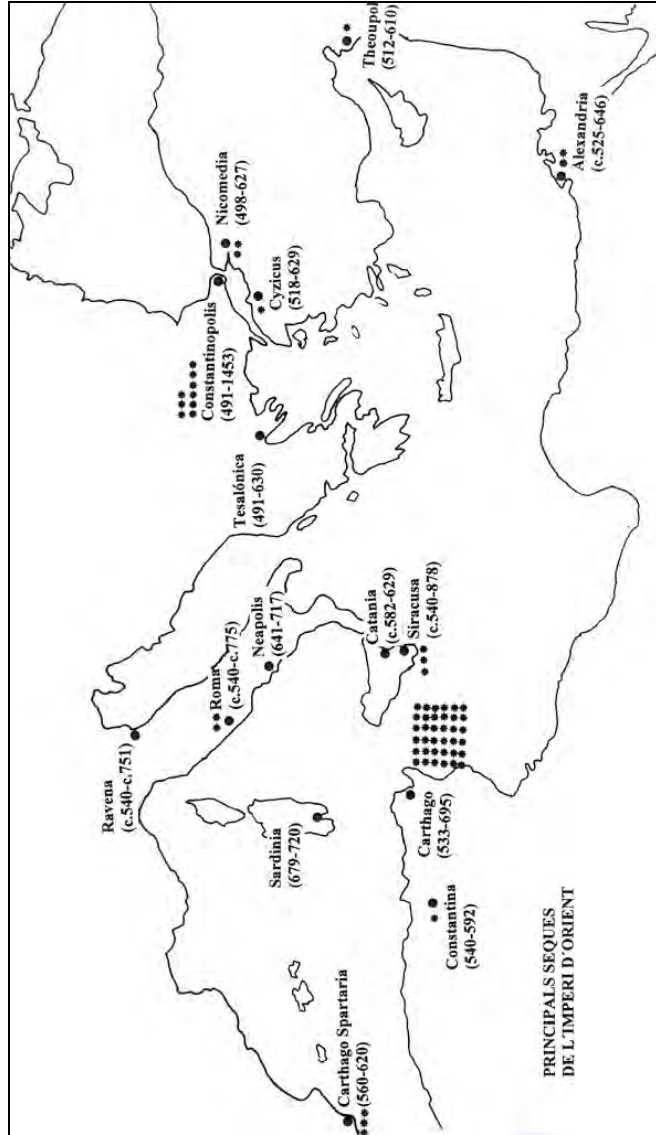 Theoupol
(512-610)
Alexandria
(c.525-646)
Nicomedia
(498-627)
Cyzicus
(518-629)
Constantinopolis
(491-1453)
Tesalónica
(491-630)
Catania
(c.582-629)
Siracusa
(c.540-878)
Neapolis
(641-717)
Roma
(c.540-c.775)
Ravena
(c.540-c.751)
Sardinia
(679-720)
Carthago
(533-695)
Constantina
(540-592)
Carthago Spartaria
(560-620)
PRINCIPALS SEQUES
DE L´IMPERI D´ORIENT